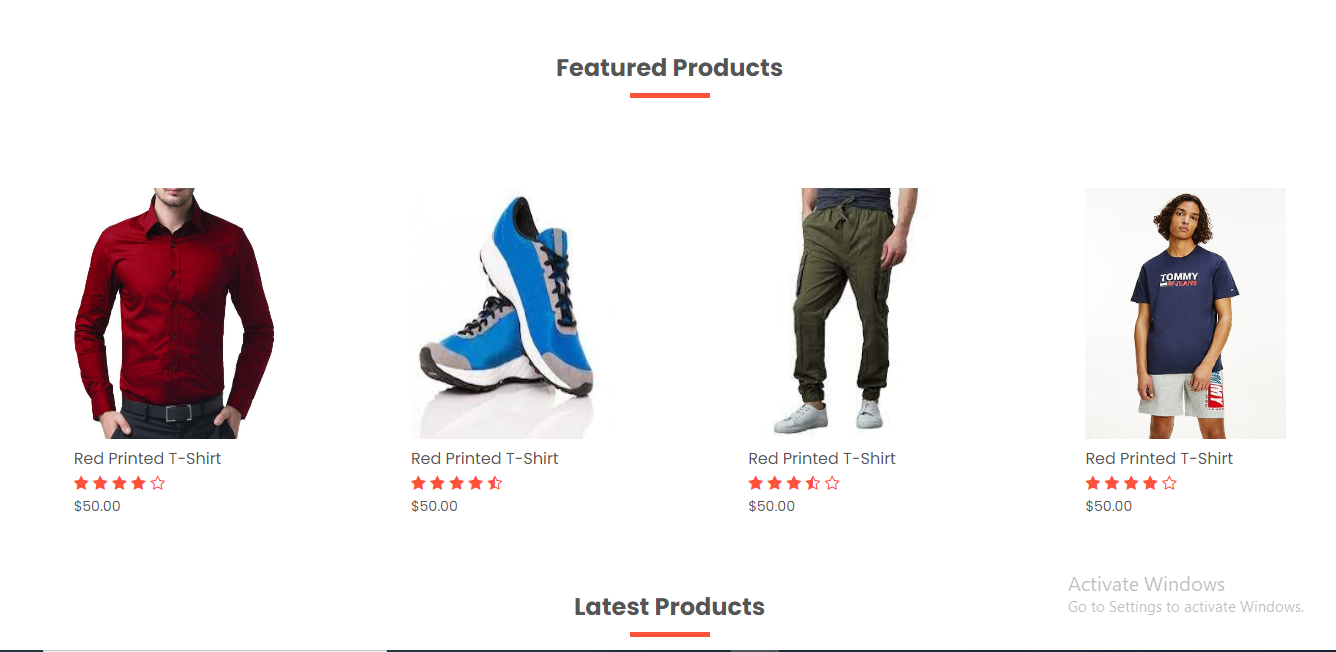 Featured Products
TOMMY
JEANS
Red Printed T-Shirt
Red Printed T-Shirt
Red Printed T-Shirt
Red Printed T-Shirt
$50.00
$50.00
$50.00
$50.00
Latest Products
Activate Windows
Go to Settings to activate Windows.